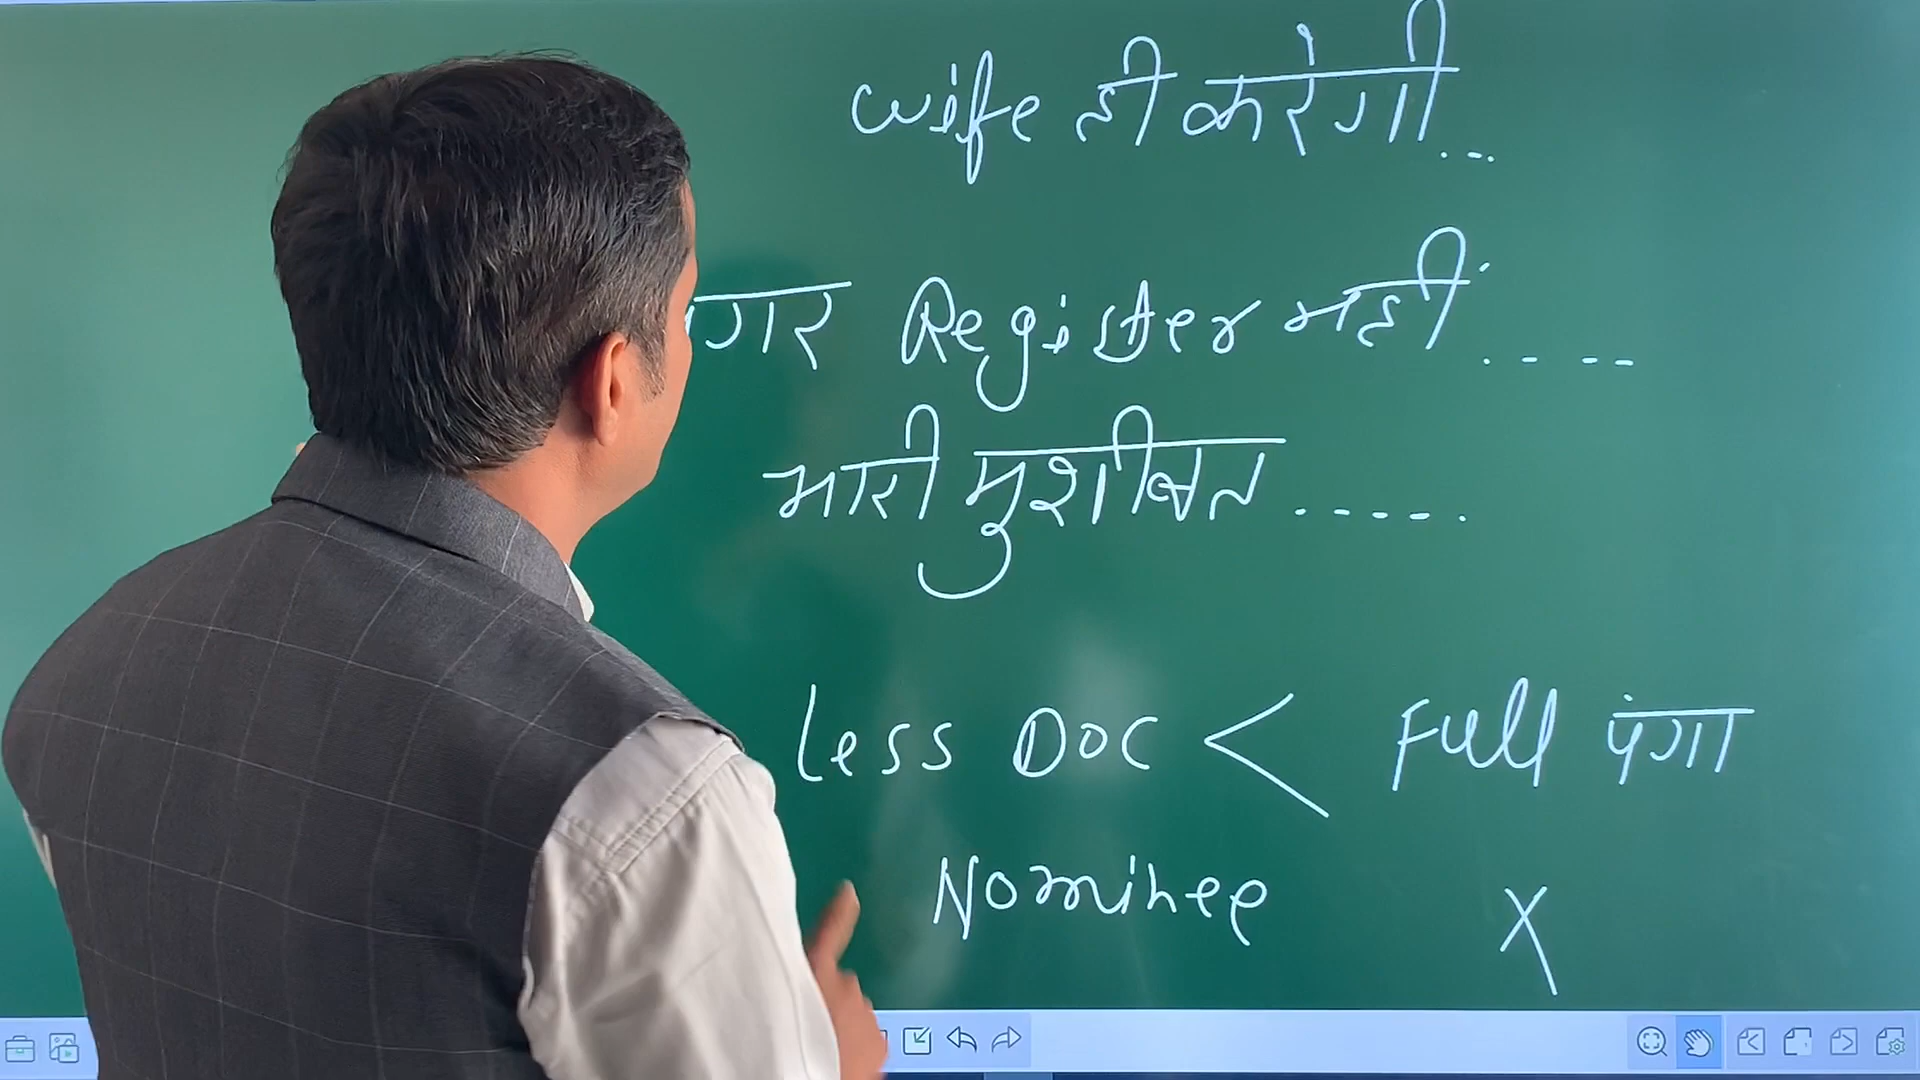 wife ही करेगी...
गर Register नहीं....
भारी मुशीबत.....
Less DOC < Full पंगा
Nominee X